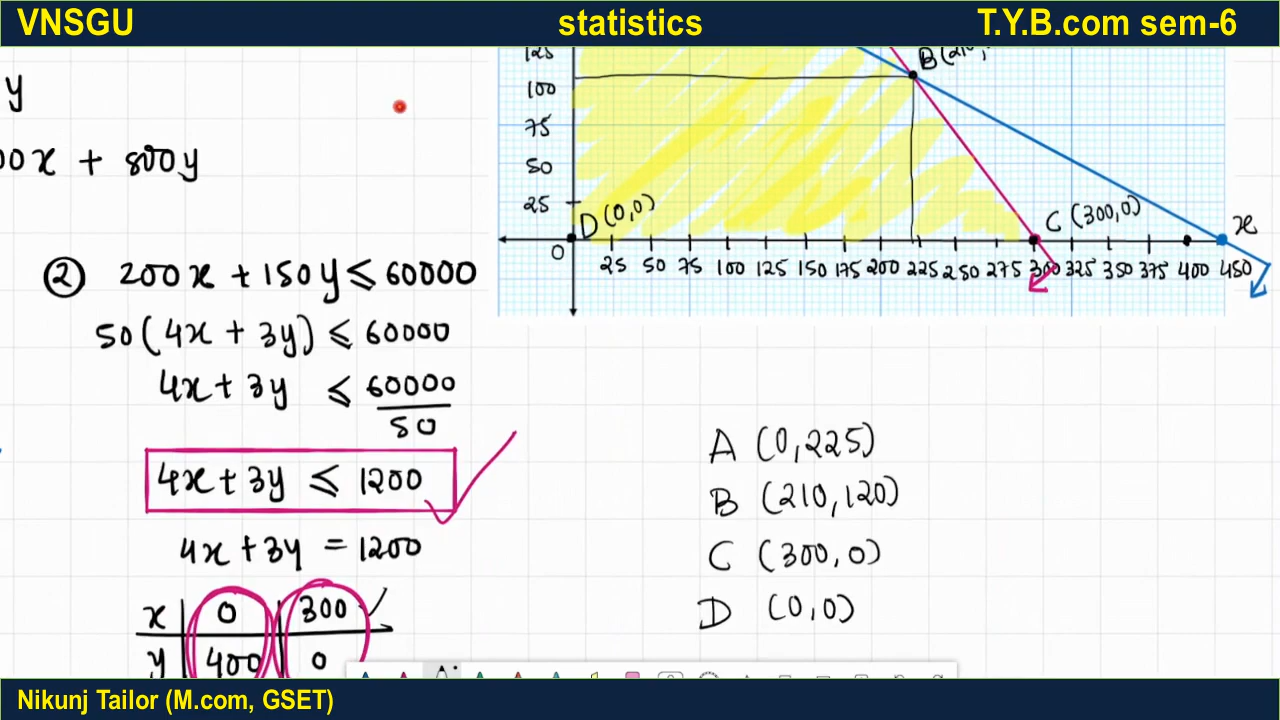 VNSGU statistics T.Y.B.com sem-6
y
00x + 800y
② 200x + 150y ≤ 60000
50(4x + 3y) ≤ 60000
4x + 3y ≤ 60000
50
4x + 3y ≤ 1200
4x + 3y = 1200
x 0 300
y 400 0
125
100
75
50
25
0
B(210,
D(0,0)
C (300,0)
x
25 50 75 100 125 150 175 200 225 250 275 300 325 350 375 400 450
A (0,225)
B (210,120)
C (300,0)
D (0,0)
Nikunj Tailor (M.com, GSET)